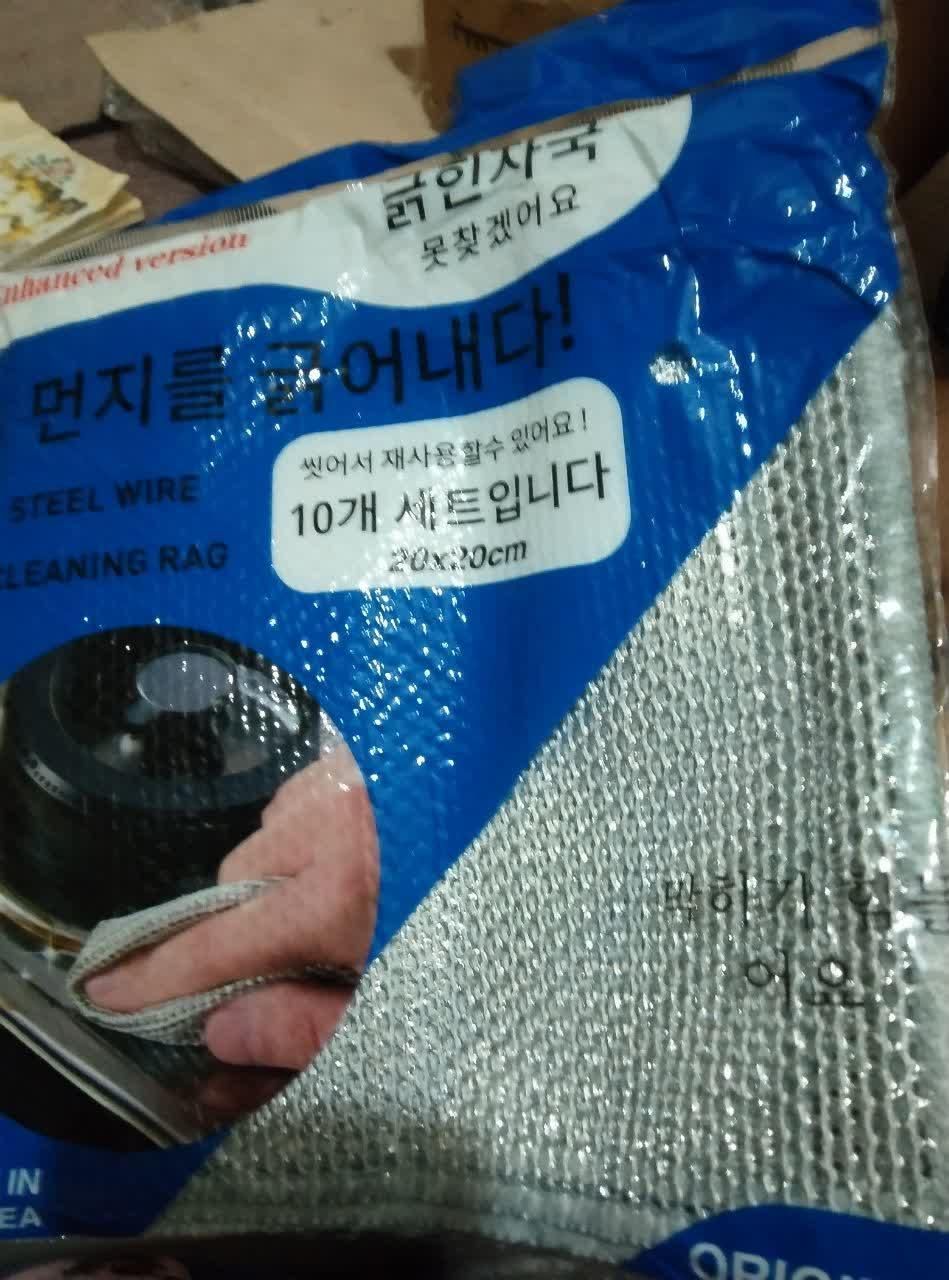 긁힌자국
못찾겠어요
Enhanced version
먼지를 긁어내다!
씻어서 재사용할수 있어요!
10개 세트입니다
20x20cm
STEEL WIRE
CLEANING RAG
어요
IN